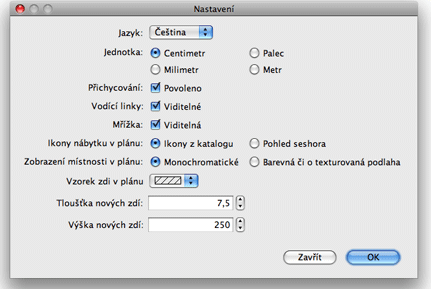 Nastavení
Jazyk: Čeština
Jednotka: Centimetr Palec
Milimetr Metr
Přichycování: Povoleno
Vodící linky: Viditelné
Mřížka: Viditelná
Ikony nábytku v plánu: Ikony z katalogu Pohled seshora
Zobrazení místnosti v plánu: Monochromatické Barevná či o texturovaná podlaha
Vzorek zdi v plánu
Tloušťka nových zdí: 7,5
Výška nových zdí: 250
Zavřít OK